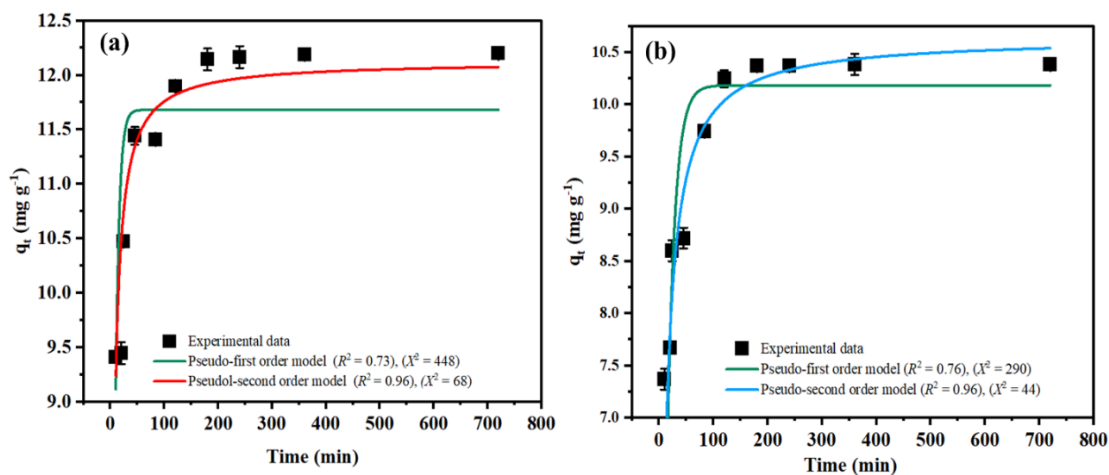 (a)
12.5
12.0
11.5
11.0
10.5
10.0
9.5
9.0
qt (mg g-1)
Experimental data
Pseudo-first order model (R2 = 0.73), (X2 = 448)
Pseudol-second order model (R2 = 0.96), (X2 = 68)
0 100 200 300 400 500 600 700 800
Time (min)
(b)
10.5
10.0
9.5
9.0
8.5
8.0
7.5
7.0
qt (mg g-1)
Experimental data
Pseudo-first order model (R2 = 0.76), (X2 = 290)
Pseudo-second order model (R2 = 0.96), (X2 = 44)
0 100 200 300 400 500 600 700 800
Time (min)